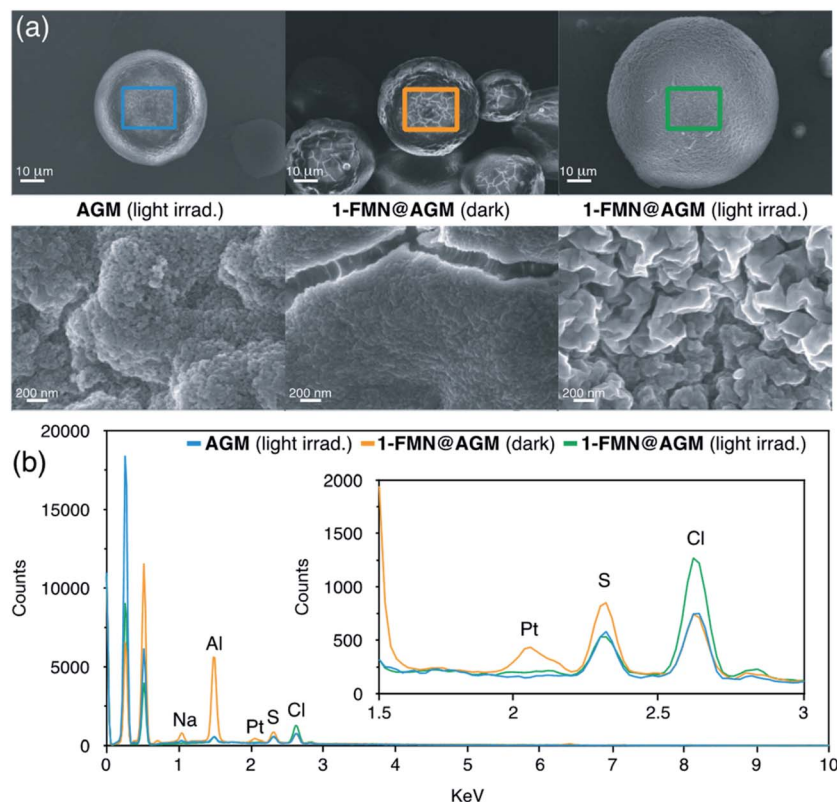 (a)
10 µm
10 µm
10 µm
AGM (light irrad.)
1-FMN@AGM (dark)
1-FMN@AGM (light irrad.)
200 nm
200 nm
200 nm
(b)
AGM (light irrad.) 1-FMN@AGM (dark) 1-FMN@AGM (light irrad.)
20000
15000
10000
5000
0
Counts
Na
Al
Pt
S
Cl
0 1 2 3 4 5 6 7 8 9 10
KeV
2000
1500
1000
500
0
Counts
Pt
S
Cl
1.5 2 2.5 3